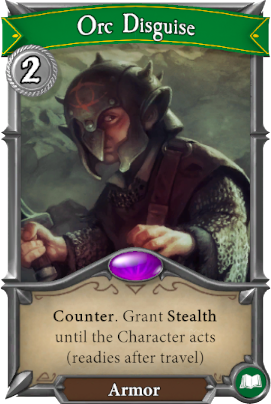 Orc Disguise
2
Counter. Grant Stealth
until the Character acts
(readies after travel)
Armor